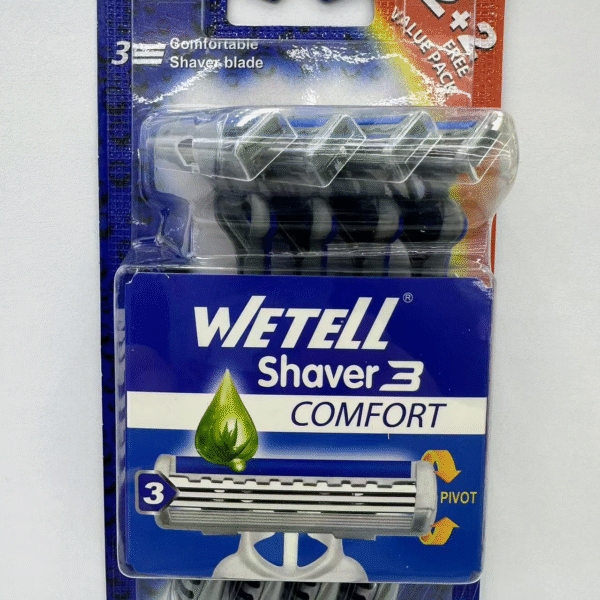 3 Comfortable
Shaver blade
2+2
FREE
VALUE PACK
WETELL®
Shaver 3
COMFORT
3
PIVOT